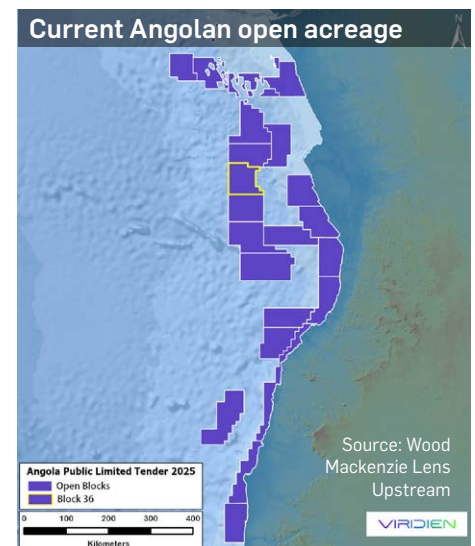 Current Angolan open acreage
N
Source: Wood
Mackenzie Lens
Upstream
Angola Public Limited Tender 2025
Open Blocks
Block 36
0 100 200 300 400
Kilometers
VIRIDIEN